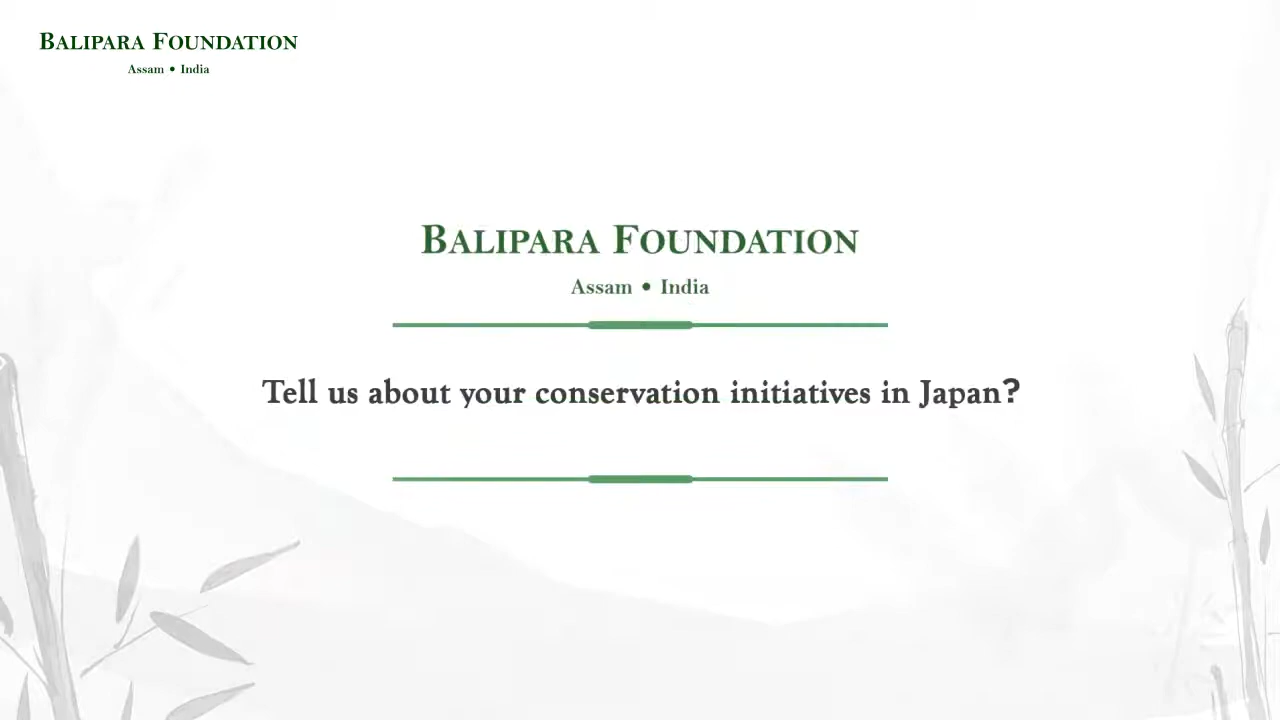 BALIPARA FOUNDATION
Assam • India
BALIPARA FOUNDATION
Assam • India
Tell us about your conservation initiatives in Japan?